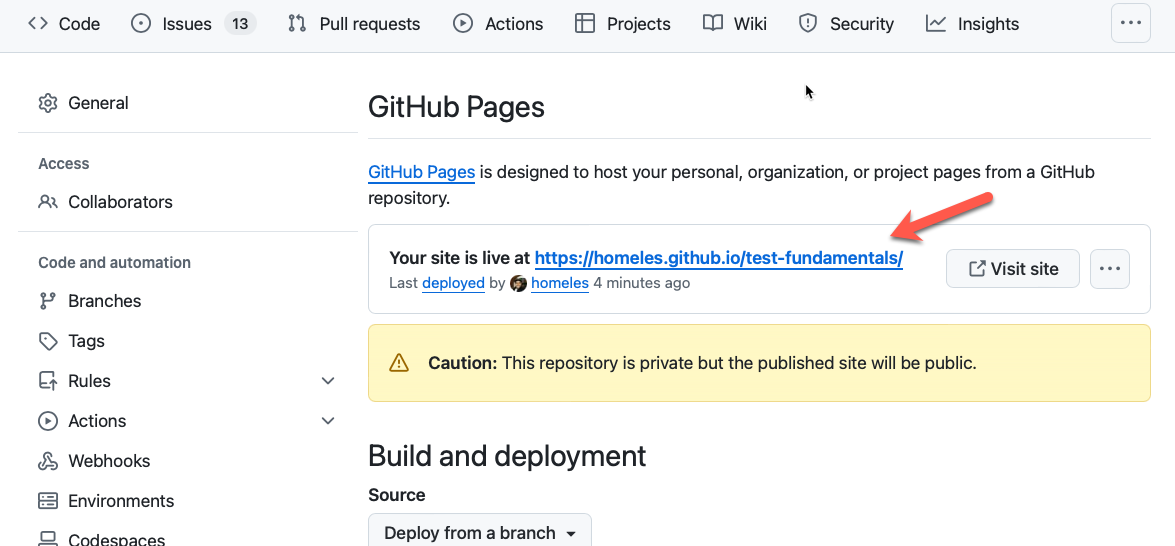 Code Issues 13 Pull requests Actions Projects Wiki Security Insights
General
Access
Collaborators
Code and automation
Branches
Tags
Rules
Actions
Webhooks
Environments
Codespaces
GitHub Pages
GitHub Pages is designed to host your personal, organization, or project pages from a GitHub
repository.
Your site is live at https://homeles.github.io/test-fundamentals/
Last deployed by homeles 4 minutes ago
Visit site
Caution: This repository is private but the published site will be public.
Build and deployment
Source
Deploy from a branch